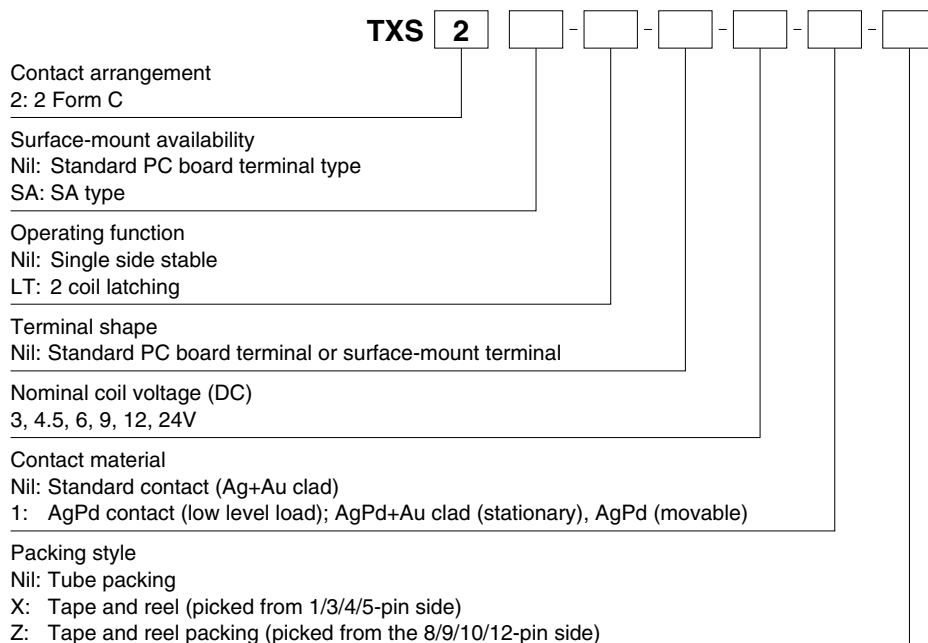 TXS 2 - - - - -
Contact arrangement
2: 2 Form C
Surface-mount availability
Nil: Standard PC board terminal type
SA: SA type
Operating function
Nil: Single side stable
LT: 2 coil latching
Terminal shape
Nil: Standard PC board terminal or surface-mount terminal
Nominal coil voltage (DC)
3, 4.5, 6, 9, 12, 24V
Contact material
Nil: Standard contact (Ag+Au clad)
1: AgPd contact (low level load); AgPd+Au clad (stationary), AgPd (movable)
Packing style
Nil: Tube packing
X: Tape and reel (picked from 1/3/4/5-pin side)
Z: Tape and reel packing (picked from the 8/9/10/12-pin side)